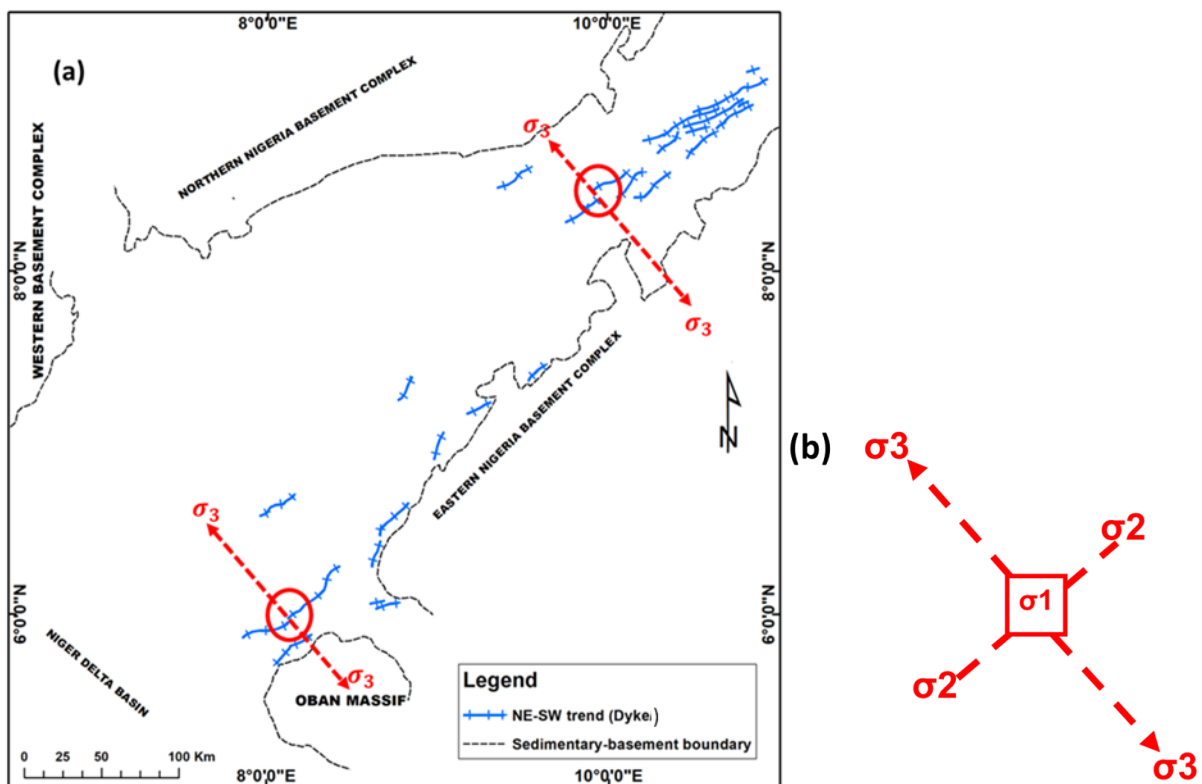 8°0'0"E
10°0'0"E
(a)
NORTHERN NIGERIA BASEMENT COMPLEX
WESTERN BASEMENT COMPLEX
σ₃
8°0'0"N
8°0'0"N
σ₃
EASTERN NIGERIA BASEMENT COMPLEX
N
(b)
σ3
σ₃
σ2
σ1
6°0'0"N
6°0'0"N
NIGER DELTA BASIN
σ₃
OBAN MASSIF
σ2
Legend
NE-SW trend (Dyke)
Sedimentary-basement boundary
σ3
0 25 50 100 Km
8°0'0"E
10°0'0"E